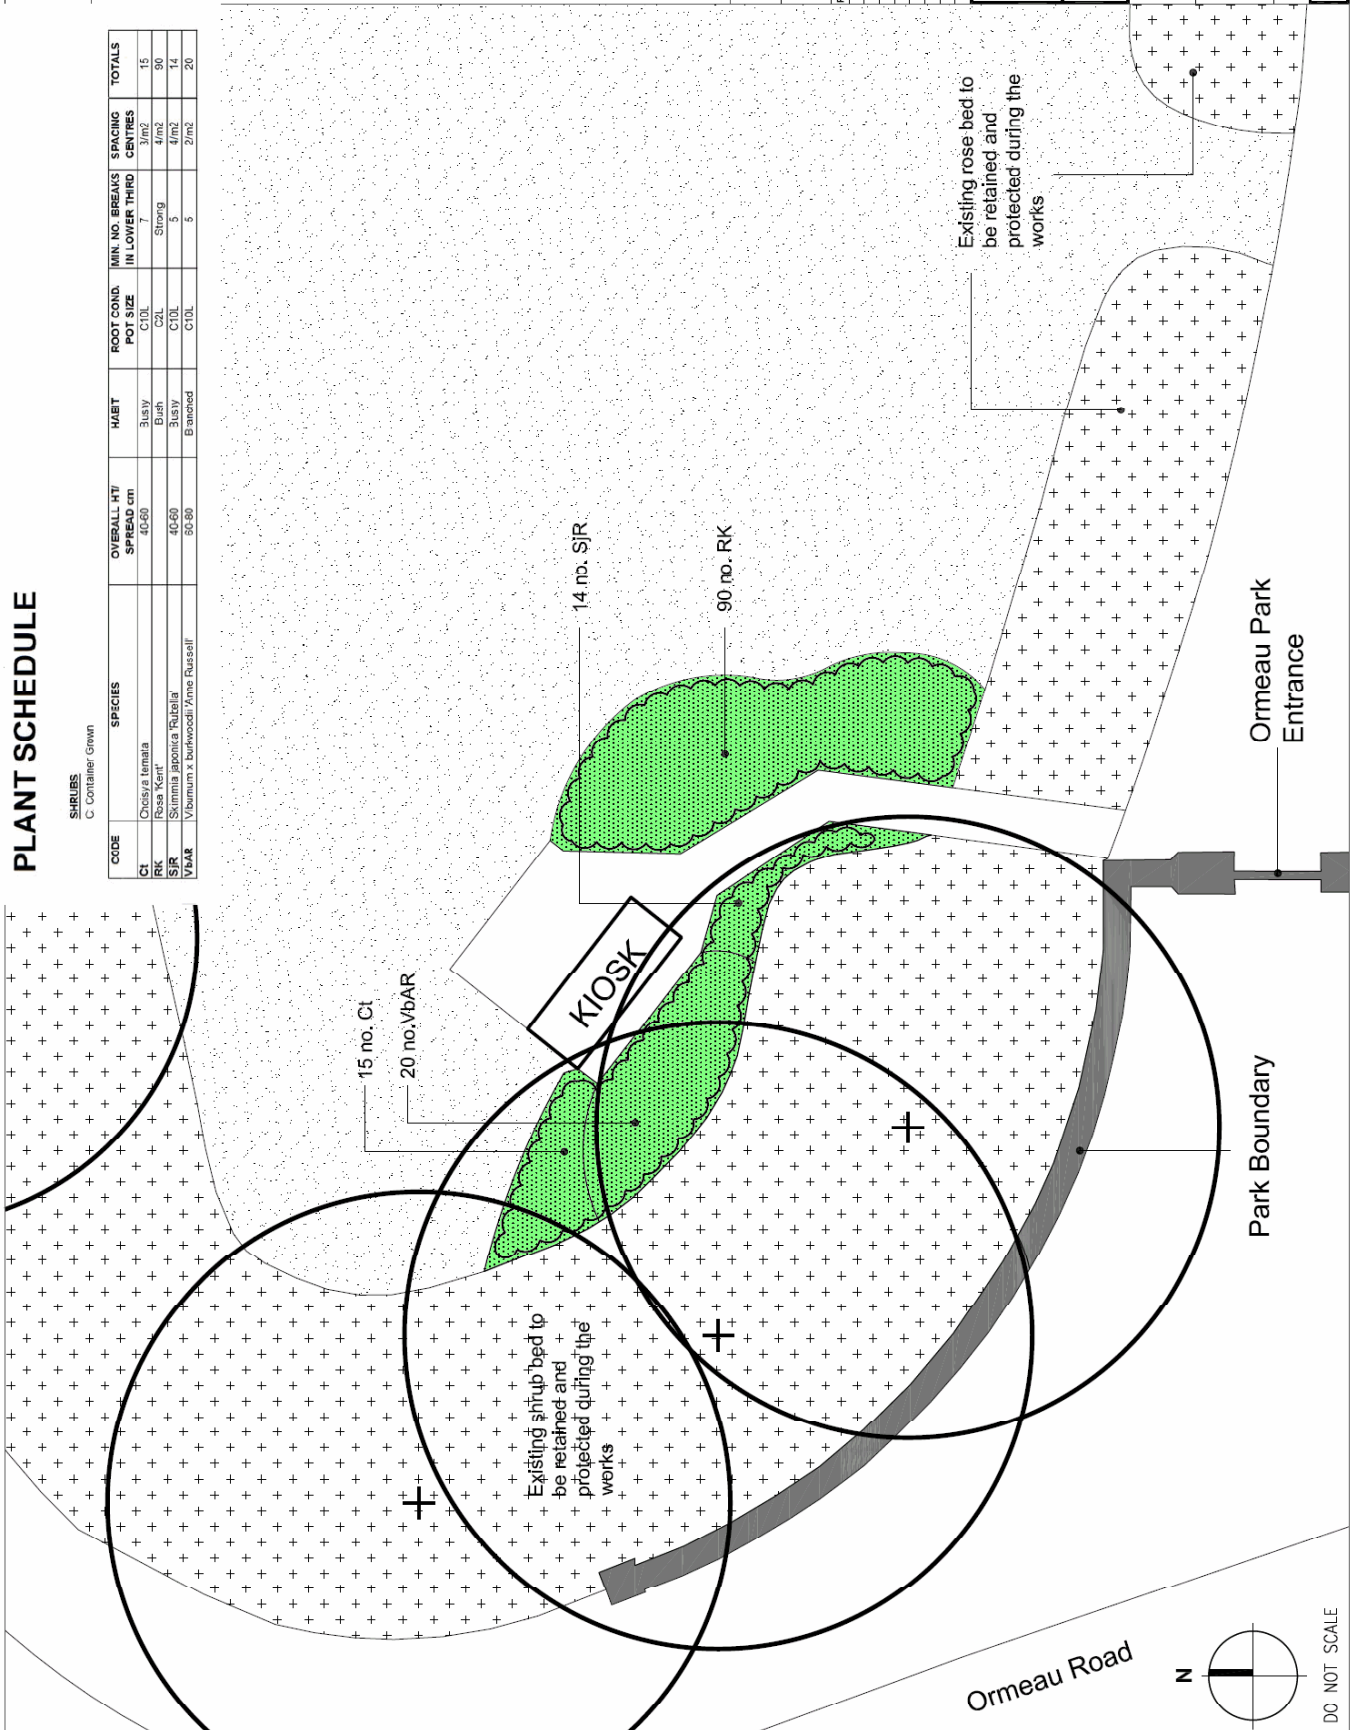 PLANT SCHEDULE
SHRUBS
C Container Grown
CODE SPECIES OVERALL HT/ SPREAD cm HABIT ROOT COND. POT SIZE MIN. NO. BREAKS IN LOWER THIRD SPACING CENTRES TOTALS
Ct Choisya ternata 40-60 Busy 7 C10L 3/m2 15
RK Rosa 'Kent' Bush C2L Strong 4/m2 90
SjR Skimmia japonica 'Rubella' 40-60 Busy C10L 5 4/m2 14
VbAR Viburnum x burkwoodii 'Anne Russell' 60-80 Branched C10L 5 2/m2 20
15 no. Ct
20 no.VbAR
14 no. SjR
90 no. RK
KIOSK
Existing rose bed to
be retained and
protected during the
works
Existing shrub bed to
be retained and
protected during the
works
Ormeau Park
Entrance
Park Boundary
Ormeau Road
N
DO NOT SCALE